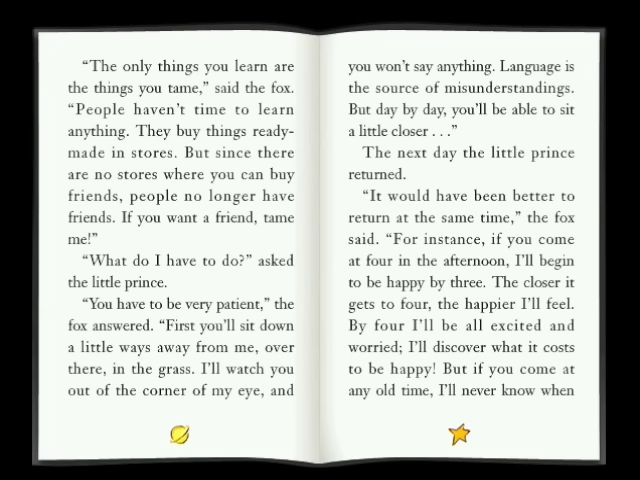 “The only things you learn are
the things you tame,” said the fox.
“People haven’t time to learn
anything. They buy things ready-
made in stores. But since there
are no stores where you can buy
friends, people no longer have
friends. If you want a friend, tame
me!”
“What do I have to do?” asked
the little prince.
“You have to be very patient,” the
fox answered. “First you’ll sit down
a little ways away from me, over
there, in the grass. I’ll watch you
out of the corner of my eye, and
you won’t say anything. Language is
the source of misunderstandings.
But day by day, you’ll be able to sit
a little closer . . .”
The next day the little prince
returned.
“It would have been better to
return at the same time,” the fox
said. “For instance, if you come
at four in the afternoon, I’ll begin
to be happy by three. The closer it
gets to four, the happier I’ll feel.
By four I’ll be all excited and
worried; I’ll discover what it costs
to be happy! But if you come at
any old time, I’ll never know when